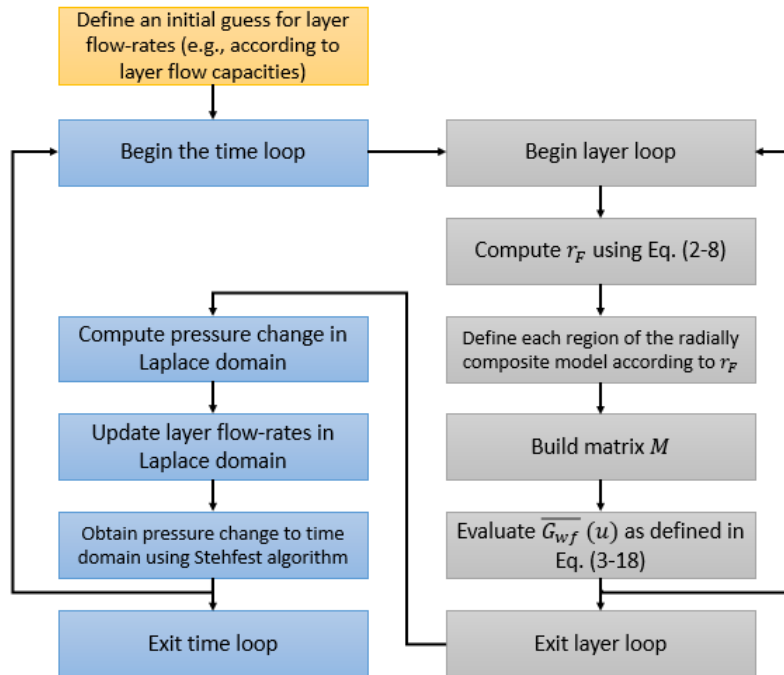 Define an initial guess for layer
flow-rates (e.g., according to
layer flow capacities)
Begin the time loop
Begin layer loop
Compute r_F using Eq. (2-8)
Define each region of the radially
composite model according to r_F
Build matrix M
Evaluate \overline{G_{wf}} (u) as defined in
Eq. (3-18)
Exit layer loop
Compute pressure change in
Laplace domain
Update layer flow-rates in
Laplace domain
Obtain pressure change to time
domain using Stehfest algorithm
Exit time loop